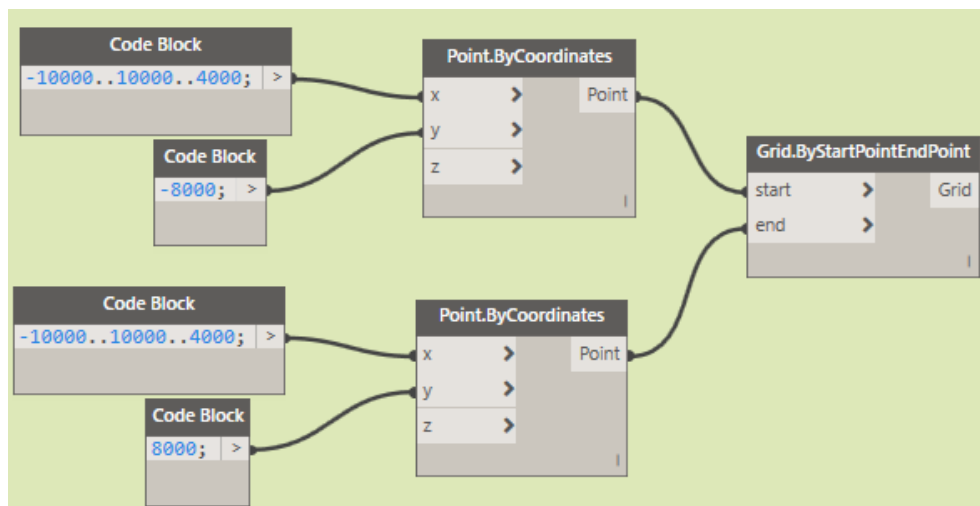 Code Block
-10000..10000..4000; >
Point.ByCoordinates
x > Point
y >
z >
l
Code Block
-8000; >
Grid.ByStartPointEndPoint
start > Grid
end >
l
Code Block
-10000..10000..4000; >
Point.ByCoordinates
x > Point
y >
z >
l
Code Block
8000; >